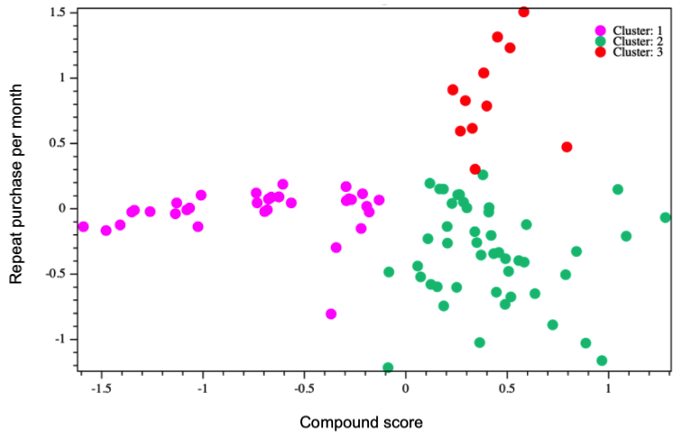 1.5
1
0.5
0
-0.5
-1
Repeat purchase per month
Cluster: 1
Cluster: 2
Cluster: 3
-1.5 -1 -0.5 0 0.5 1
Compound score